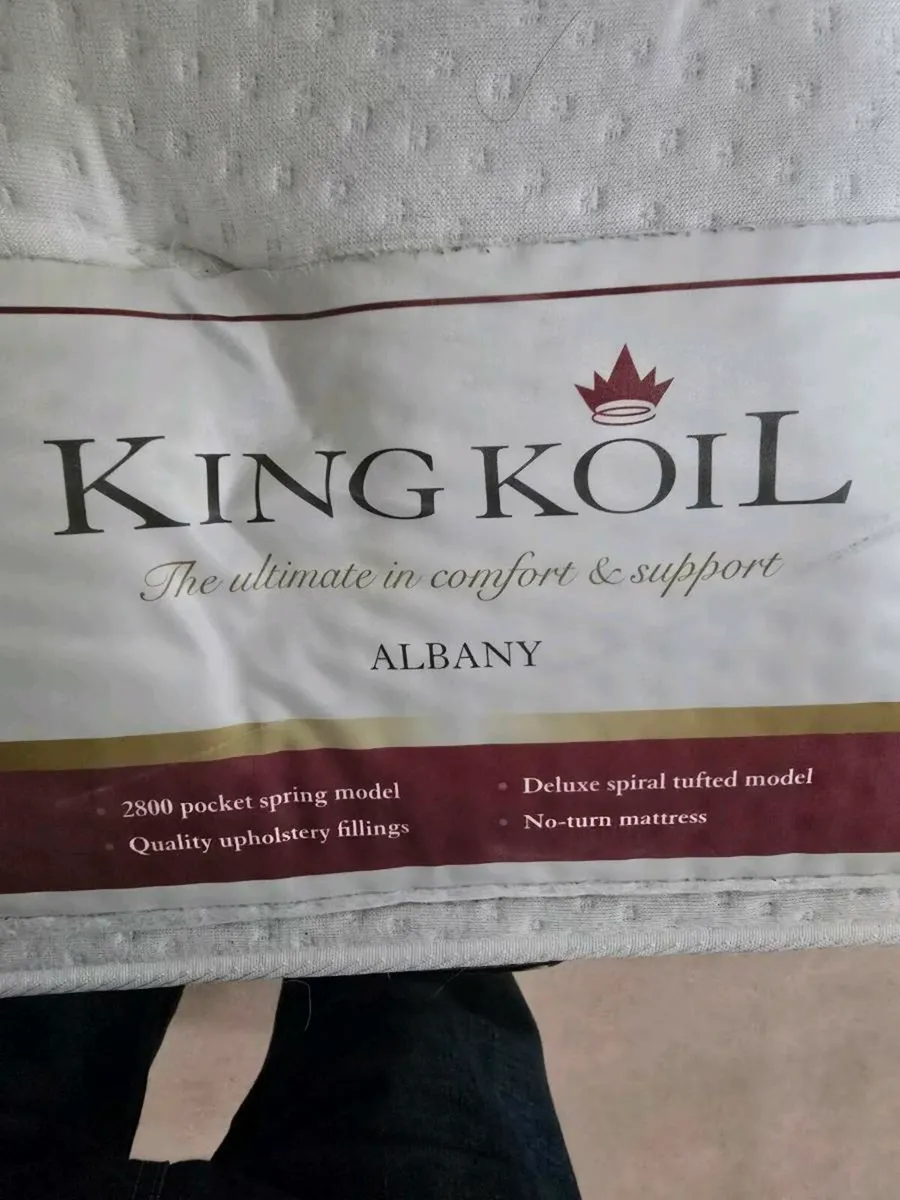 KING KOIL
The ultimate in comfort & support
ALBANY
• 2800 pocket spring model
• Quality upholstery fillings
• Deluxe spiral tufted model
• No-turn mattress